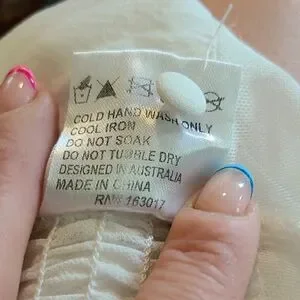 COLD HAND WASH ONLY
COOL IRON
DO NOT SOAK
DO NOT TUBBLE DRY
DESIGNED IN AUSTRALIA
MADE IN CHINA
RN# 163017